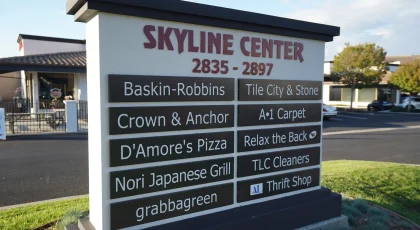 SKYLINE CENTER
2835 - 2897
Baskin-Robbins
Crown & Anchor
D'Amore's Pizza
Nori Japanese Grill
grabbagreen
Tile City & Stone
A•1 Carpet
Relax the Back
TLC Cleaners
Thrift Shop